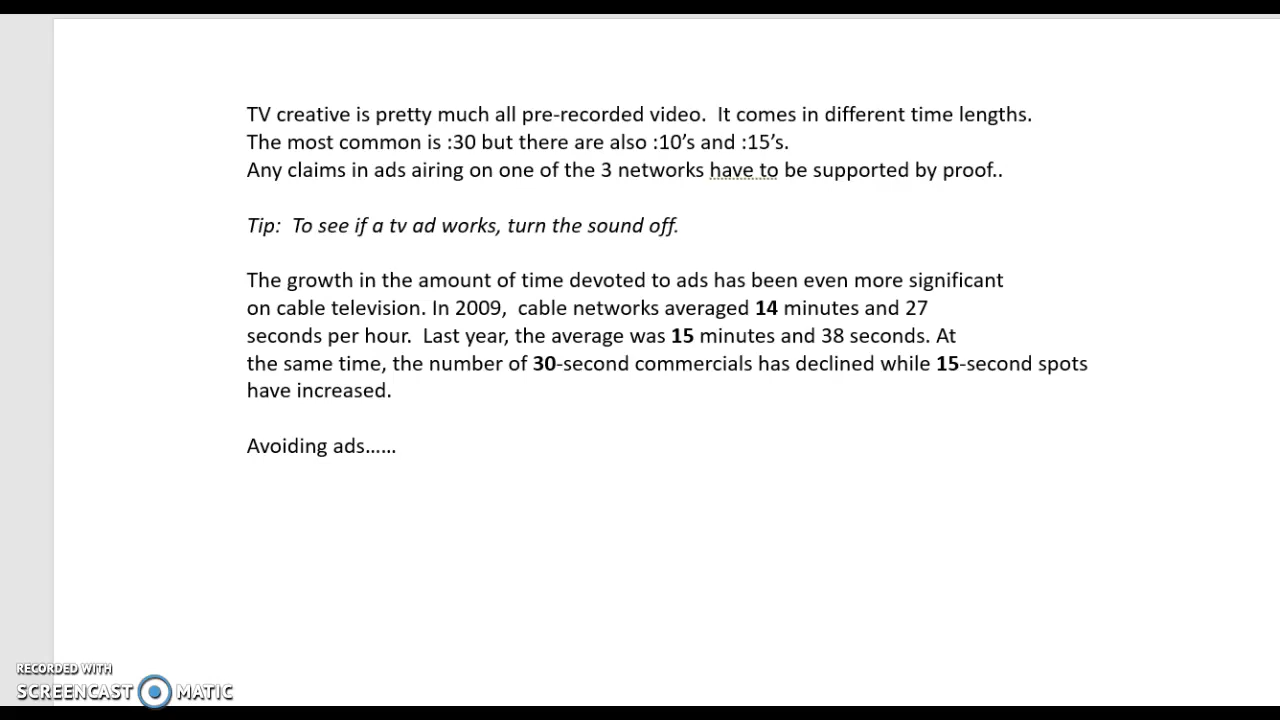 TV creative is pretty much all pre-recorded video.  It comes in different time lengths.
The most common is :30 but there are also :10’s and :15’s.
Any claims in ads airing on one of the 3 networks have to be supported by proof..
Tip:  To see if a tv ad works, turn the sound off.
The growth in the amount of time devoted to ads has been even more significant
on cable television. In 2009,  cable networks averaged 14 minutes and 27
seconds per hour.  Last year, the average was 15 minutes and 38 seconds. At
the same time, the number of 30-second commercials has declined while 15-second spots
have increased.
Avoiding ads......
RECORDED WITH
SCREENCAST MATIC